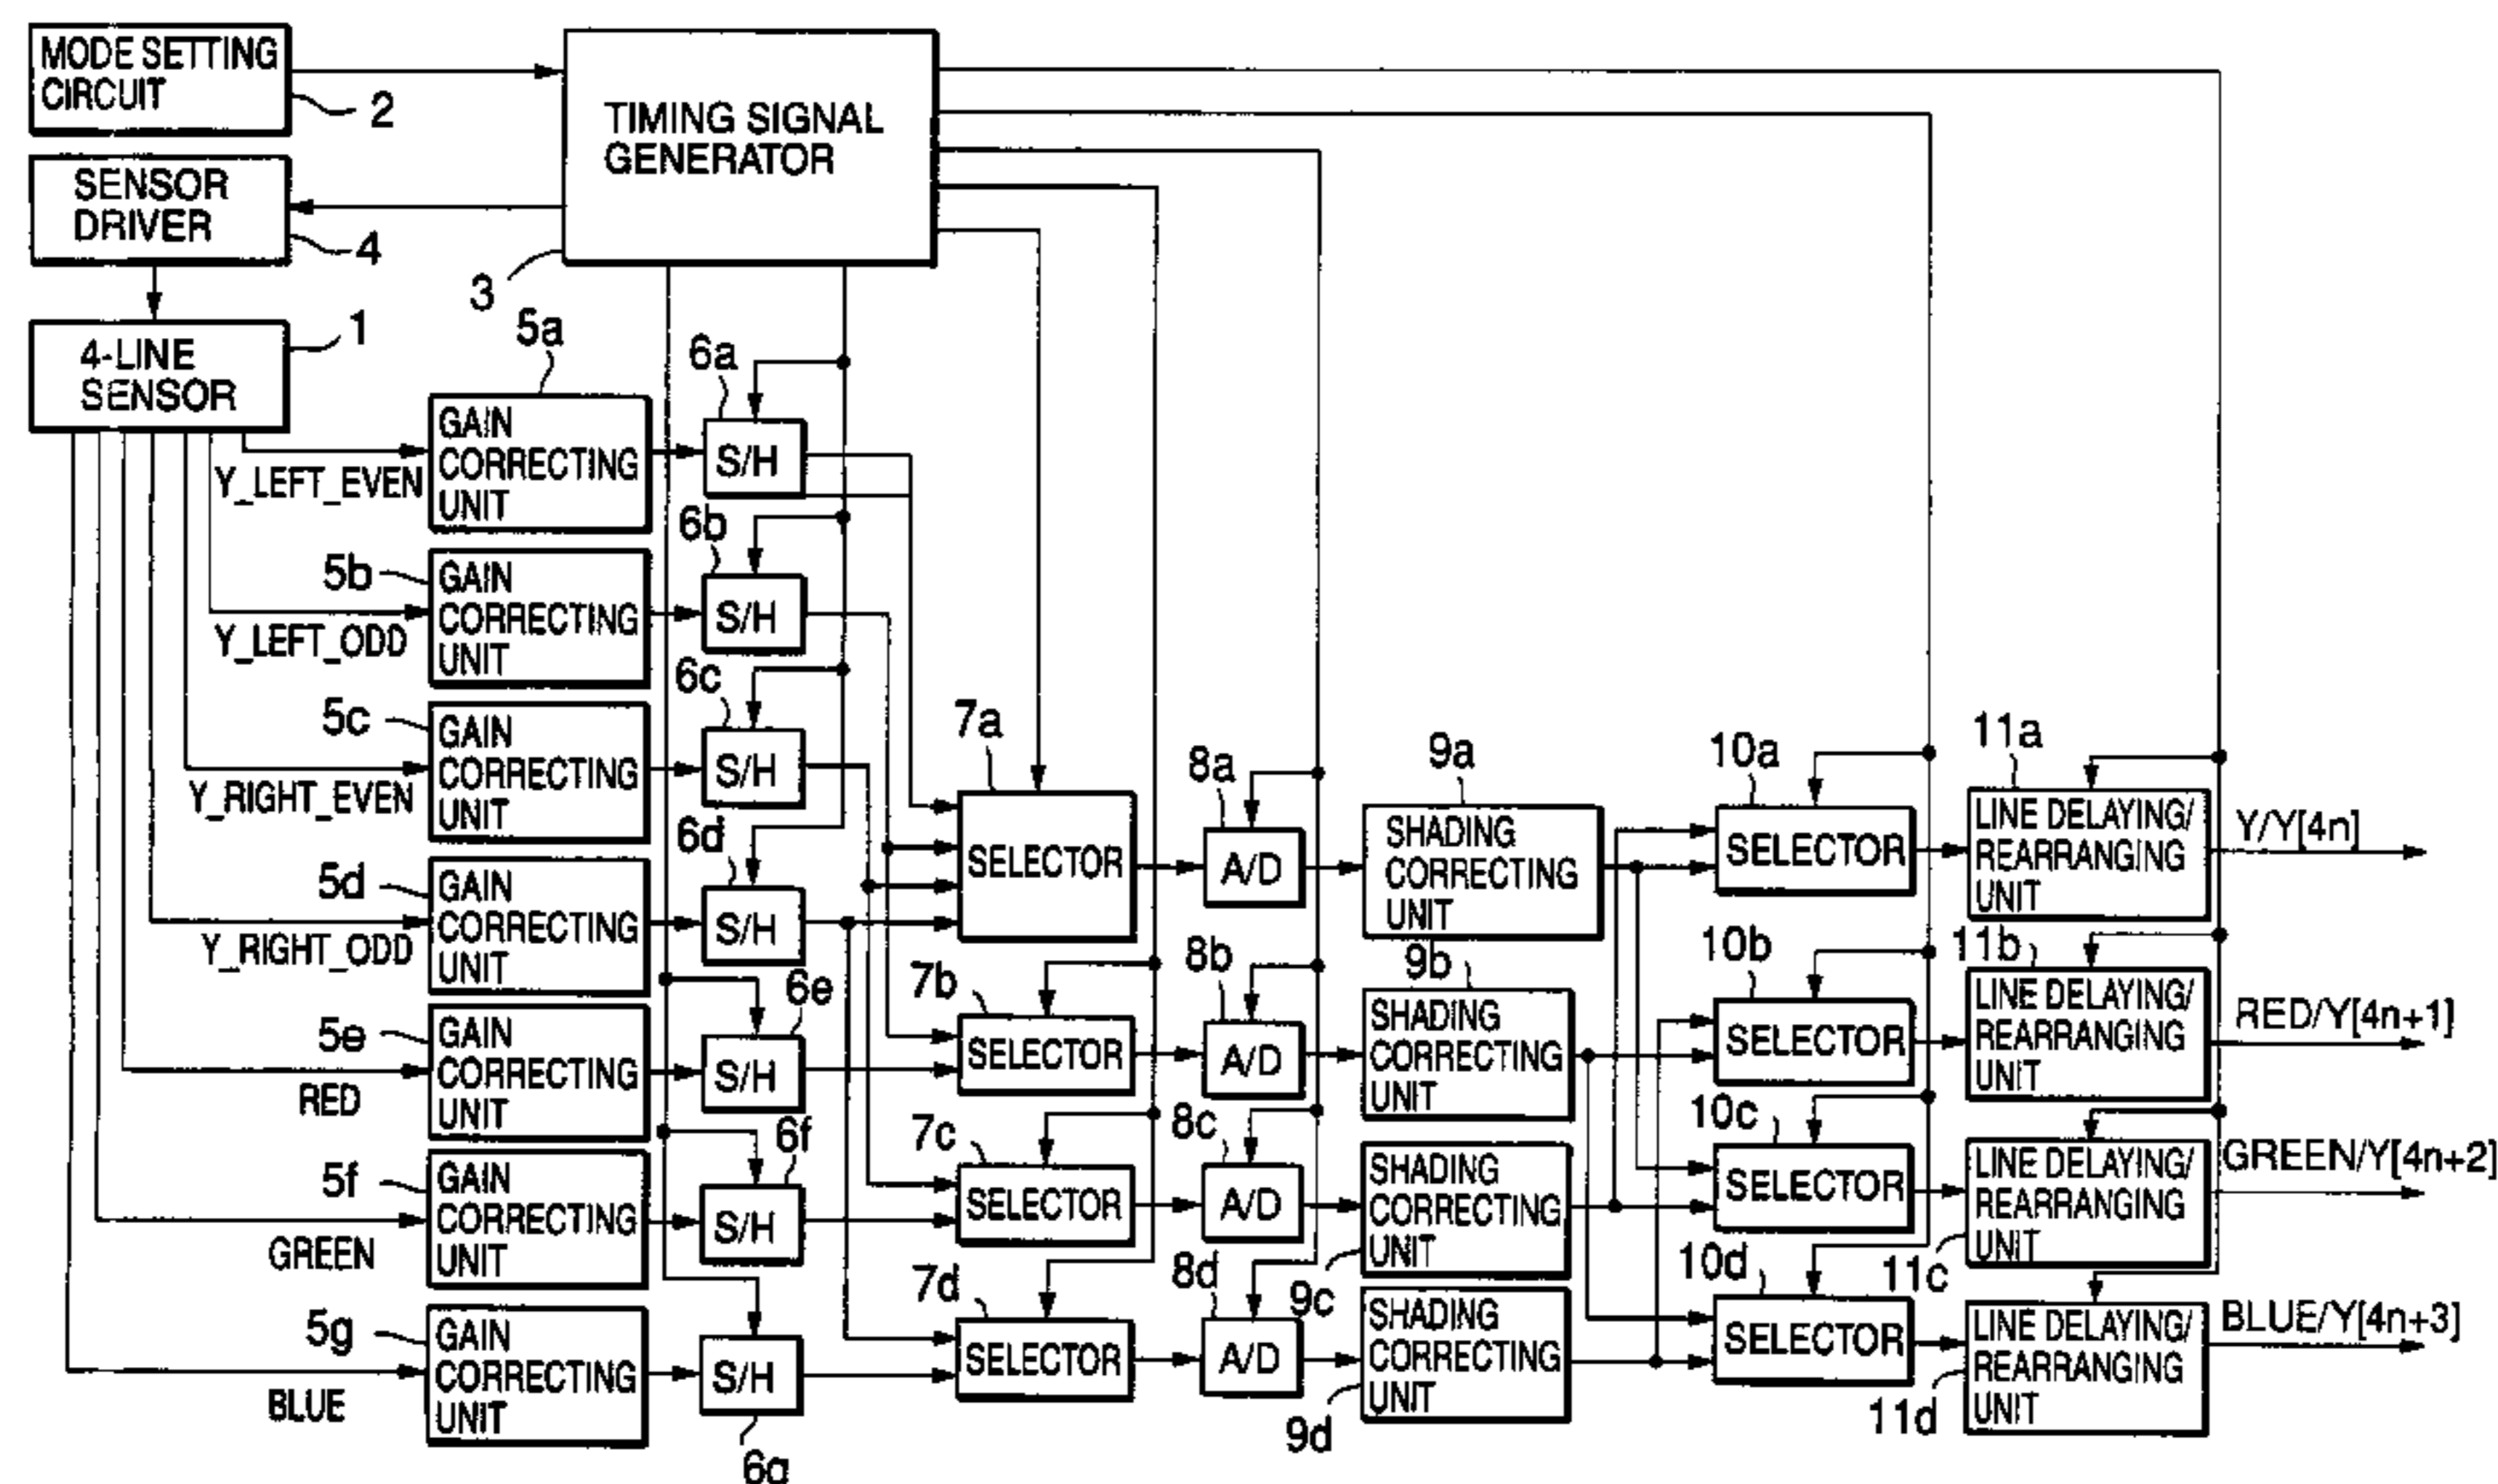 MODE SETTING
CIRCUIT
2
SENSOR
DRIVER
4
TIMING SIGNAL
GENERATOR
3
4-LINE
SENSOR
1
Y_LEFT_EVEN
Y_LEFT_ODD
Y_RIGHT_EVEN
Y_RIGHT_ODD
RED
GREEN
BLUE
5a
GAIN
CORRECTING
UNIT
5b
GAIN
CORRECTING
UNIT
5c
GAIN
CORRECTING
UNIT
5d
GAIN
CORRECTING
UNIT
5e
GAIN
CORRECTING
UNIT
5f
GAIN
CORRECTING
UNIT
5g
GAIN
CORRECTING
UNIT
6a
S/H
6b
S/H
6c
S/H
6d
S/H
6e
S/H
6f
S/H
S/H
6g
7a
SELECTOR
7b
SELECTOR
7c
SELECTOR
7d
SELECTOR
8a
A/D
8b
A/D
8c
A/D
8d
A/D
9a
SHADING
CORRECTING
UNIT
9b
SHADING
CORRECTING
UNIT
SHADING
CORRECTING
UNIT
9c
SHADING
CORRECTING
UNIT
9d
10a
SELECTOR
10b
SELECTOR
10c
SELECTOR
10d
SELECTOR
11a
LINE DELAYING/
REARRANGING
UNIT
11b
LINE DELAYING/
REARRANGING
UNIT
LINE DELAYING/
REARRANGING
UNIT
11c
LINE DELAYING/
REARRANGING
UNIT
11d
Y/Y[4n]
RED/Y[4n+1]
GREEN/Y[4n+2]
BLUE/Y[4n+3]